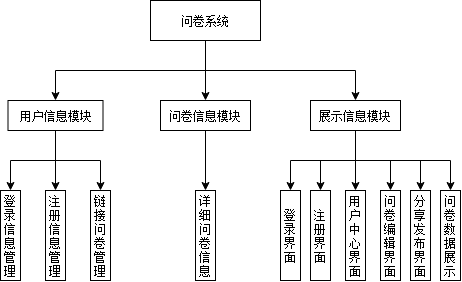 问卷系统
用户信息模块
问卷信息模块
展示信息模块
登录信息管理
注册信息管理
链接问卷管理
详细问卷信息
登录界面
注册界面
用户中心界面
问卷编辑界面
分享发布界面
问卷数据展示